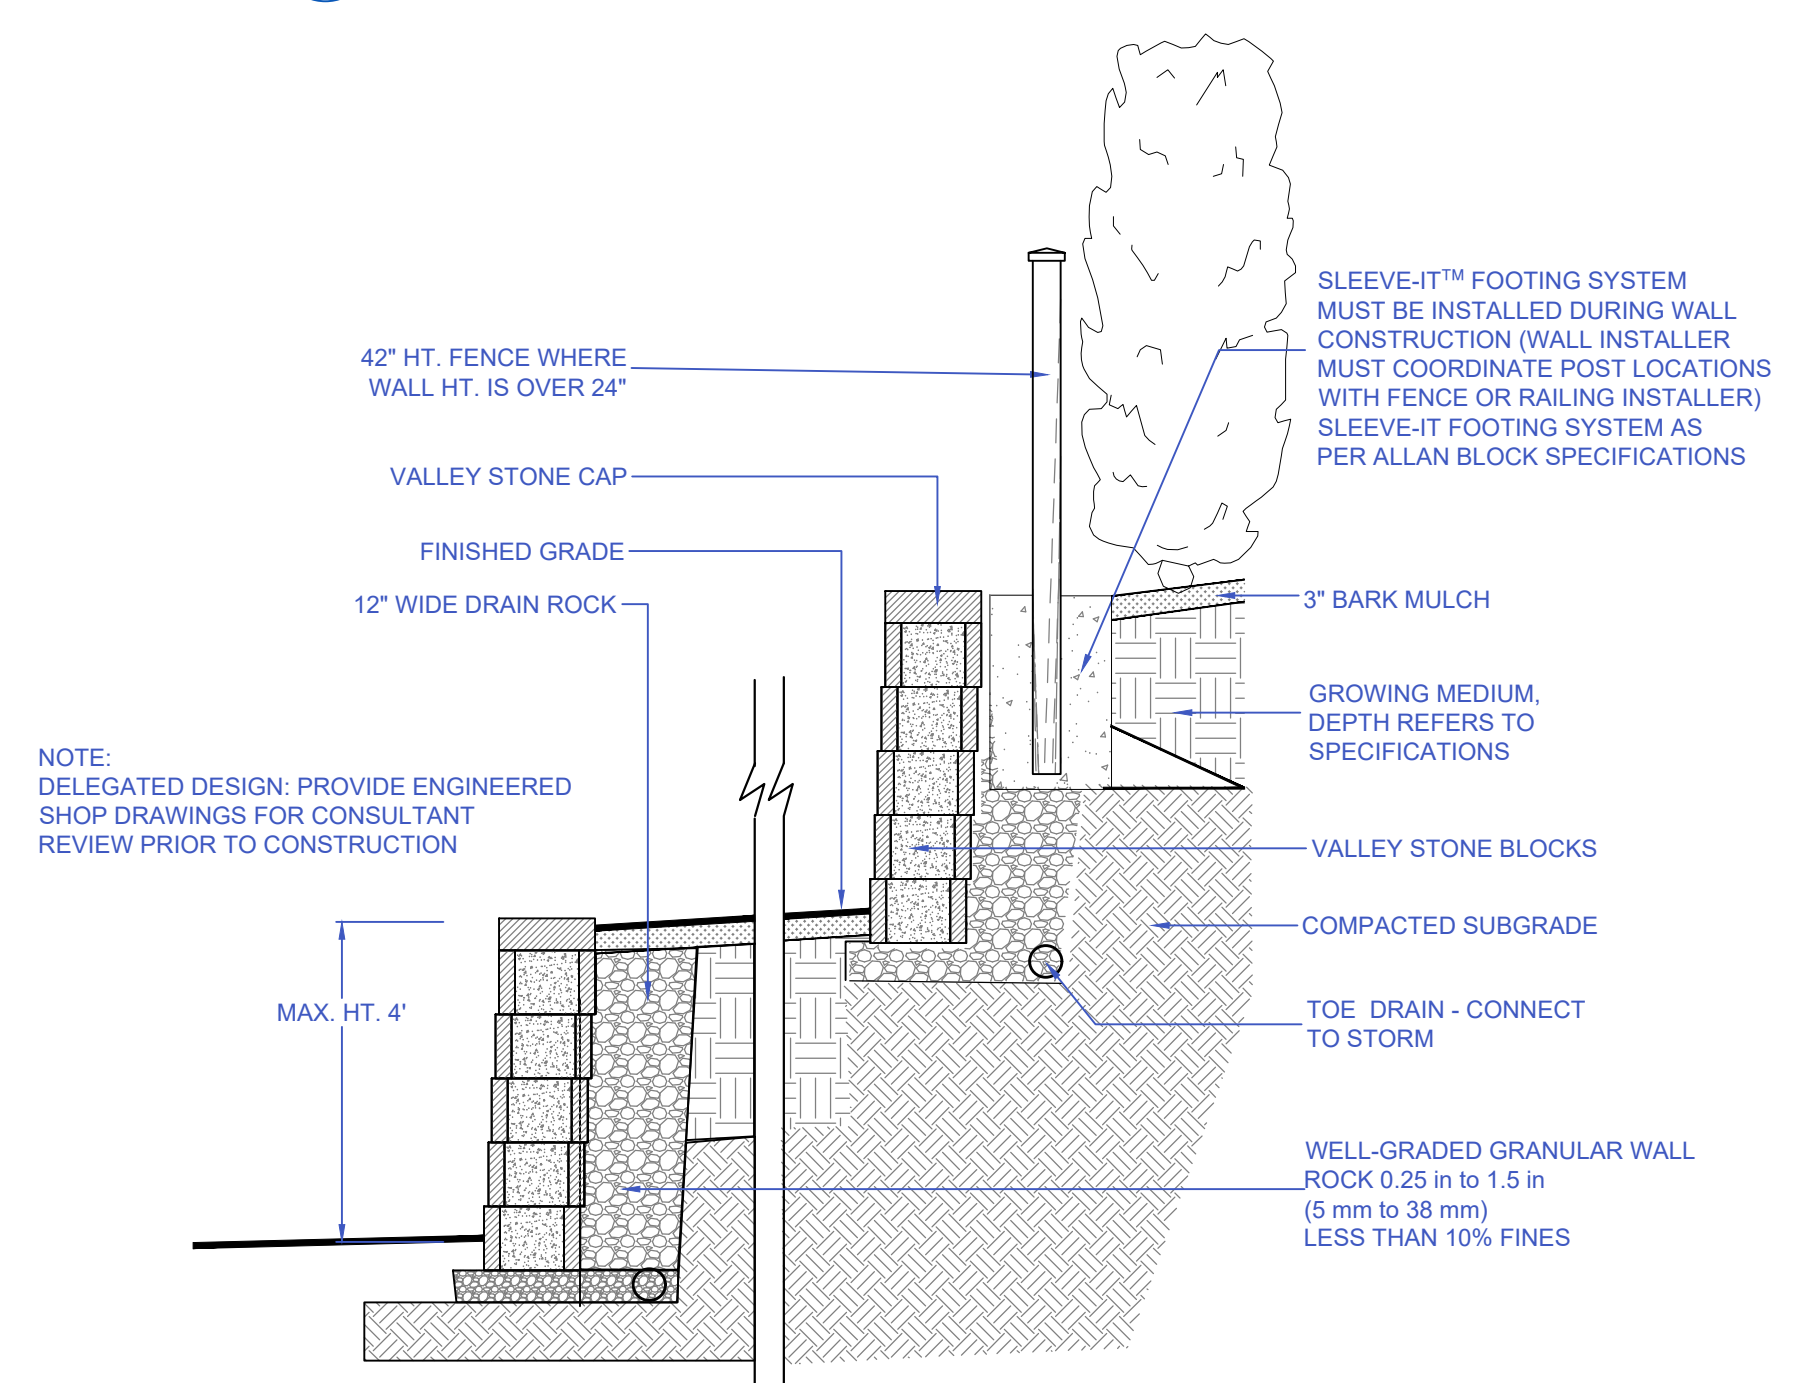 SLEEVE-IT™ FOOTING SYSTEM
MUST BE INSTALLED DURING WALL
CONSTRUCTION (WALL INSTALLER
MUST COORDINATE POST LOCATIONS
WITH FENCE OR RAILING INSTALLER)
SLEEVE-IT FOOTING SYSTEM AS
PER ALLAN BLOCK SPECIFICATIONS
42" HT. FENCE WHERE
WALL HT. IS OVER 24"
VALLEY STONE CAP
FINISHED GRADE
12" WIDE DRAIN ROCK
3" BARK MULCH
GROWING MEDIUM,
DEPTH REFERS TO
SPECIFICATIONS
NOTE:
DELEGATED DESIGN: PROVIDE ENGINEERED
SHOP DRAWINGS FOR CONSULTANT
REVIEW PRIOR TO CONSTRUCTION
VALLEY STONE BLOCKS
COMPACTED SUBGRADE
MAX. HT. 4'
TOE DRAIN - CONNECT
TO STORM
WELL-GRADED GRANULAR WALL
ROCK 0.25 in to 1.5 in
(5 mm to 38 mm)
LESS THAN 10% FINES